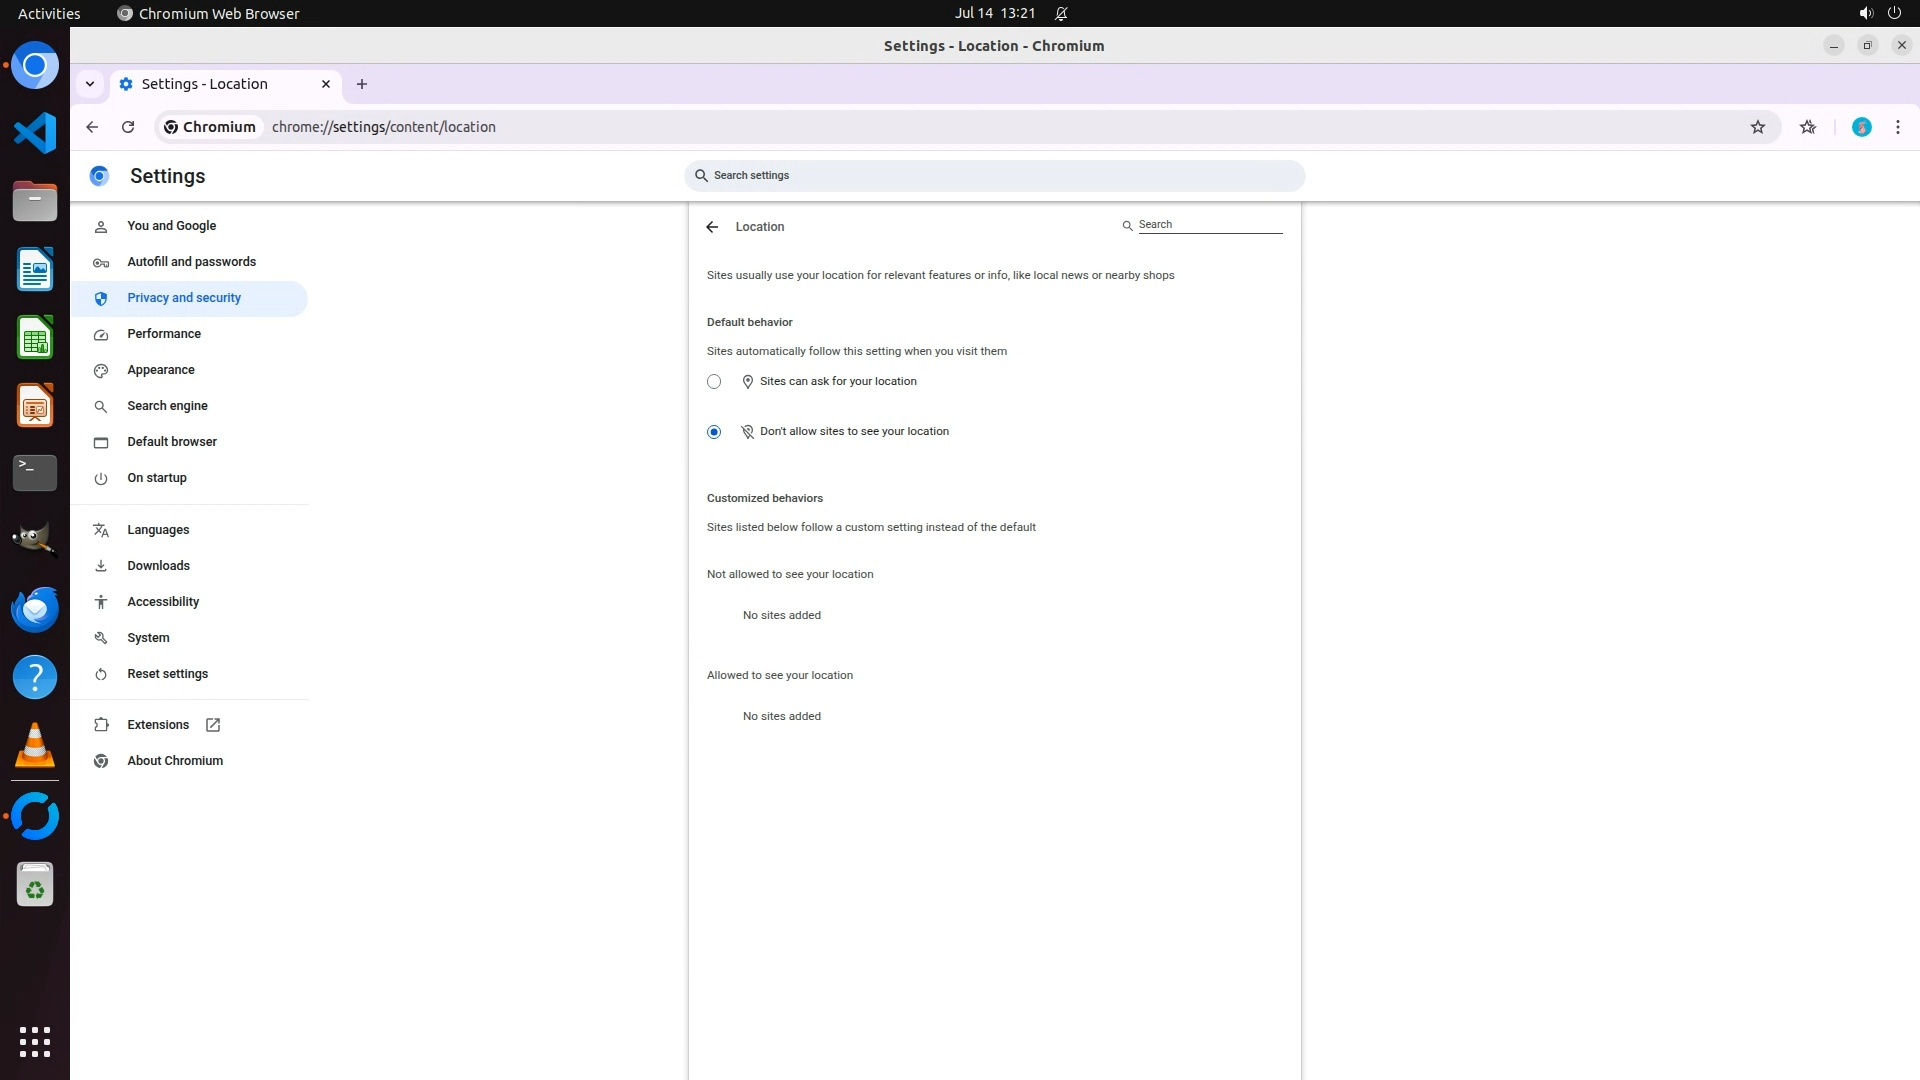 Activities
Chromium Web Browser
Jul 14 13:21
Settings - Location - Chromium
Settings - Location
Chromium
chrome://settings/content/location
Settings
Search settings
You and Google
Autofill and passwords
Privacy and security
Performance
Appearance
Search engine
Default browser
On startup
Languages
Downloads
Accessibility
System
Reset settings
Extensions
About Chromium
Location
Search
Sites usually use your location for relevant features or info, like local news or nearby shops
Default behavior
Sites automatically follow this setting when you visit them
Sites can ask for your location
Don't allow sites to see your location
Customized behaviors
Sites listed below follow a custom setting instead of the default
Not allowed to see your location
No sites added
Allowed to see your location
No sites added